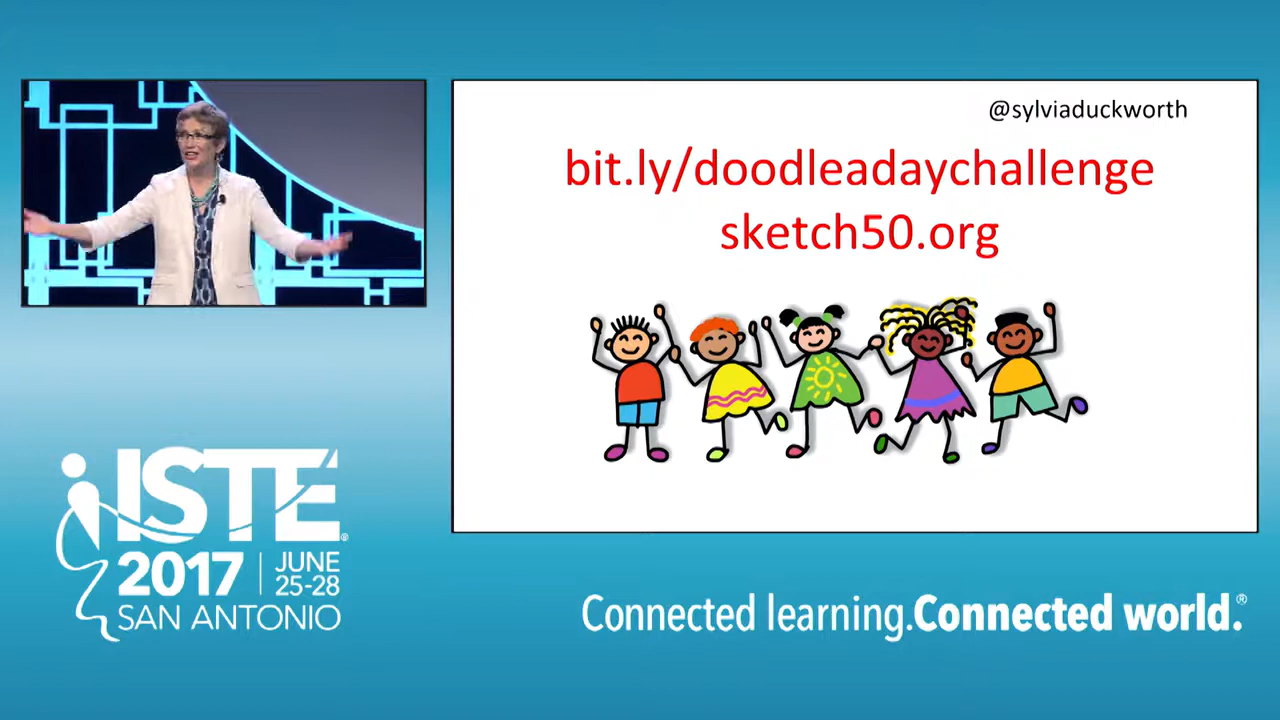 @sylviaduckworth
bit.ly/doodleadaychallenge
sketch50.org
ISTE®
2017 | JUNE 25-28
SAN ANTONIO
Connected learning.Connected world.®